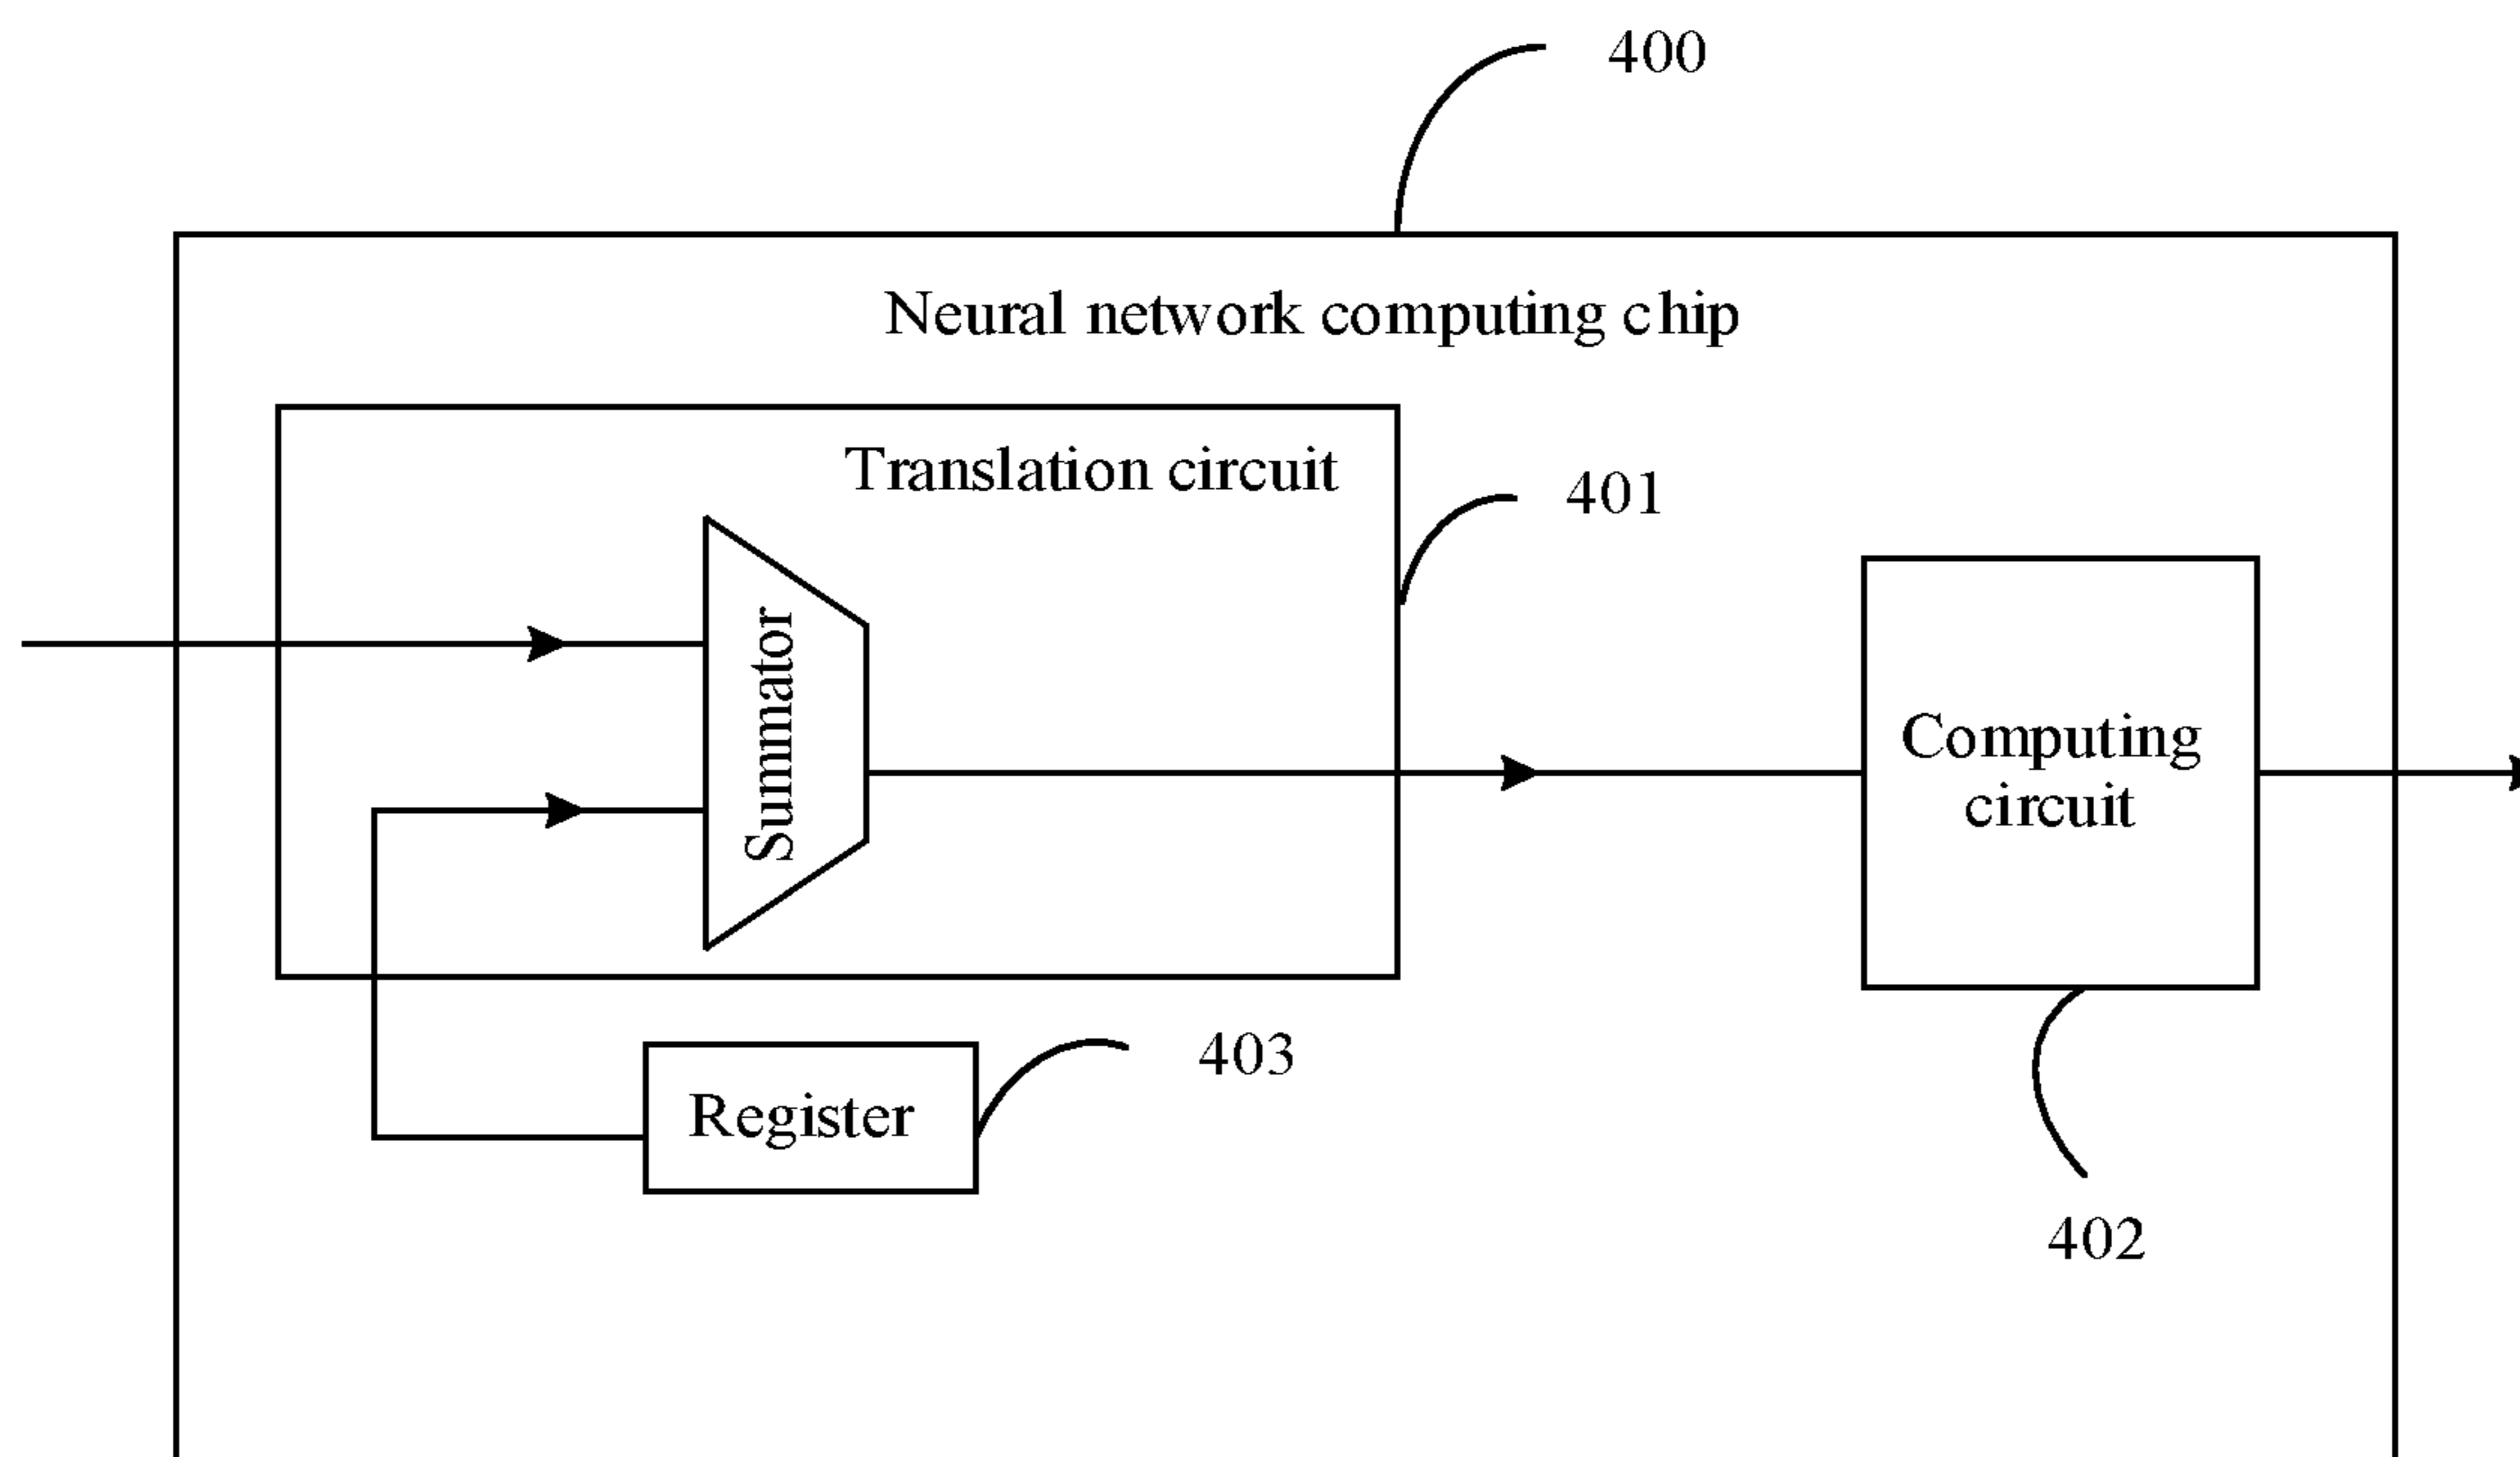 400
Neural network computing chip
Translation circuit
401
Summator
Computing
circuit
403
Register
402